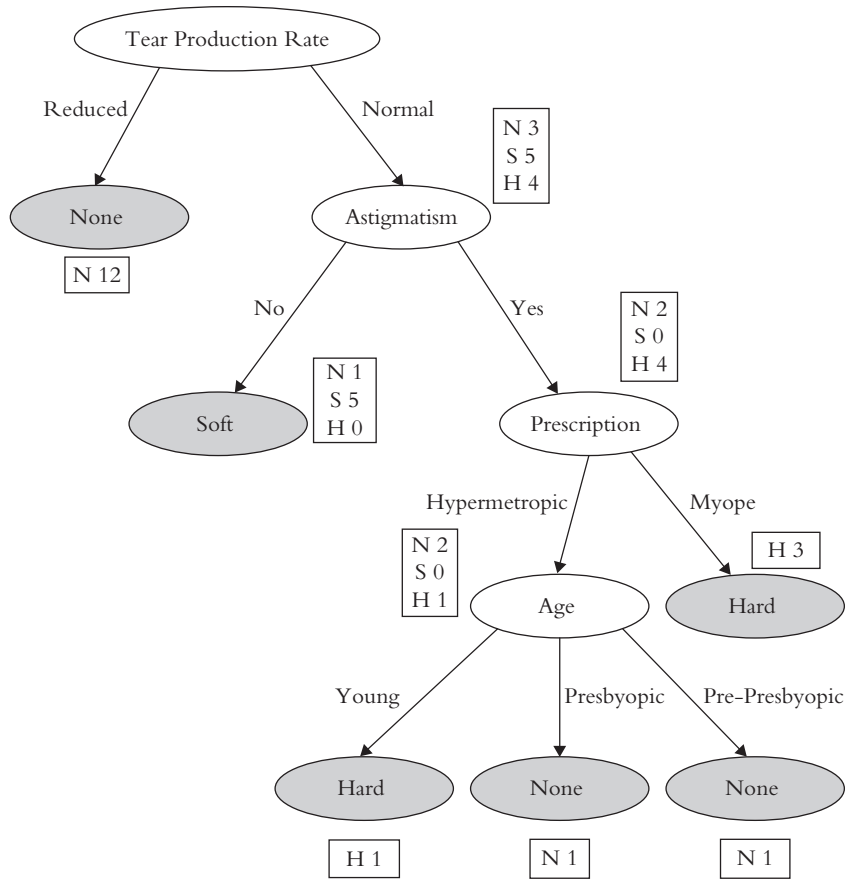 Tear Production Rate
Reduced
Normal
N 3
S 5
H 4
None
Astigmatism
N 12
No
Yes
N 2
S 0
H 4
N 1
S 5
H 0
Soft
Prescription
Hypermetropic
Myope
N 2
S 0
H 1
H 3
Age
Hard
Young
Presbyopic
Pre-Presbyopic
Hard
None
None
H 1
N 1
N 1